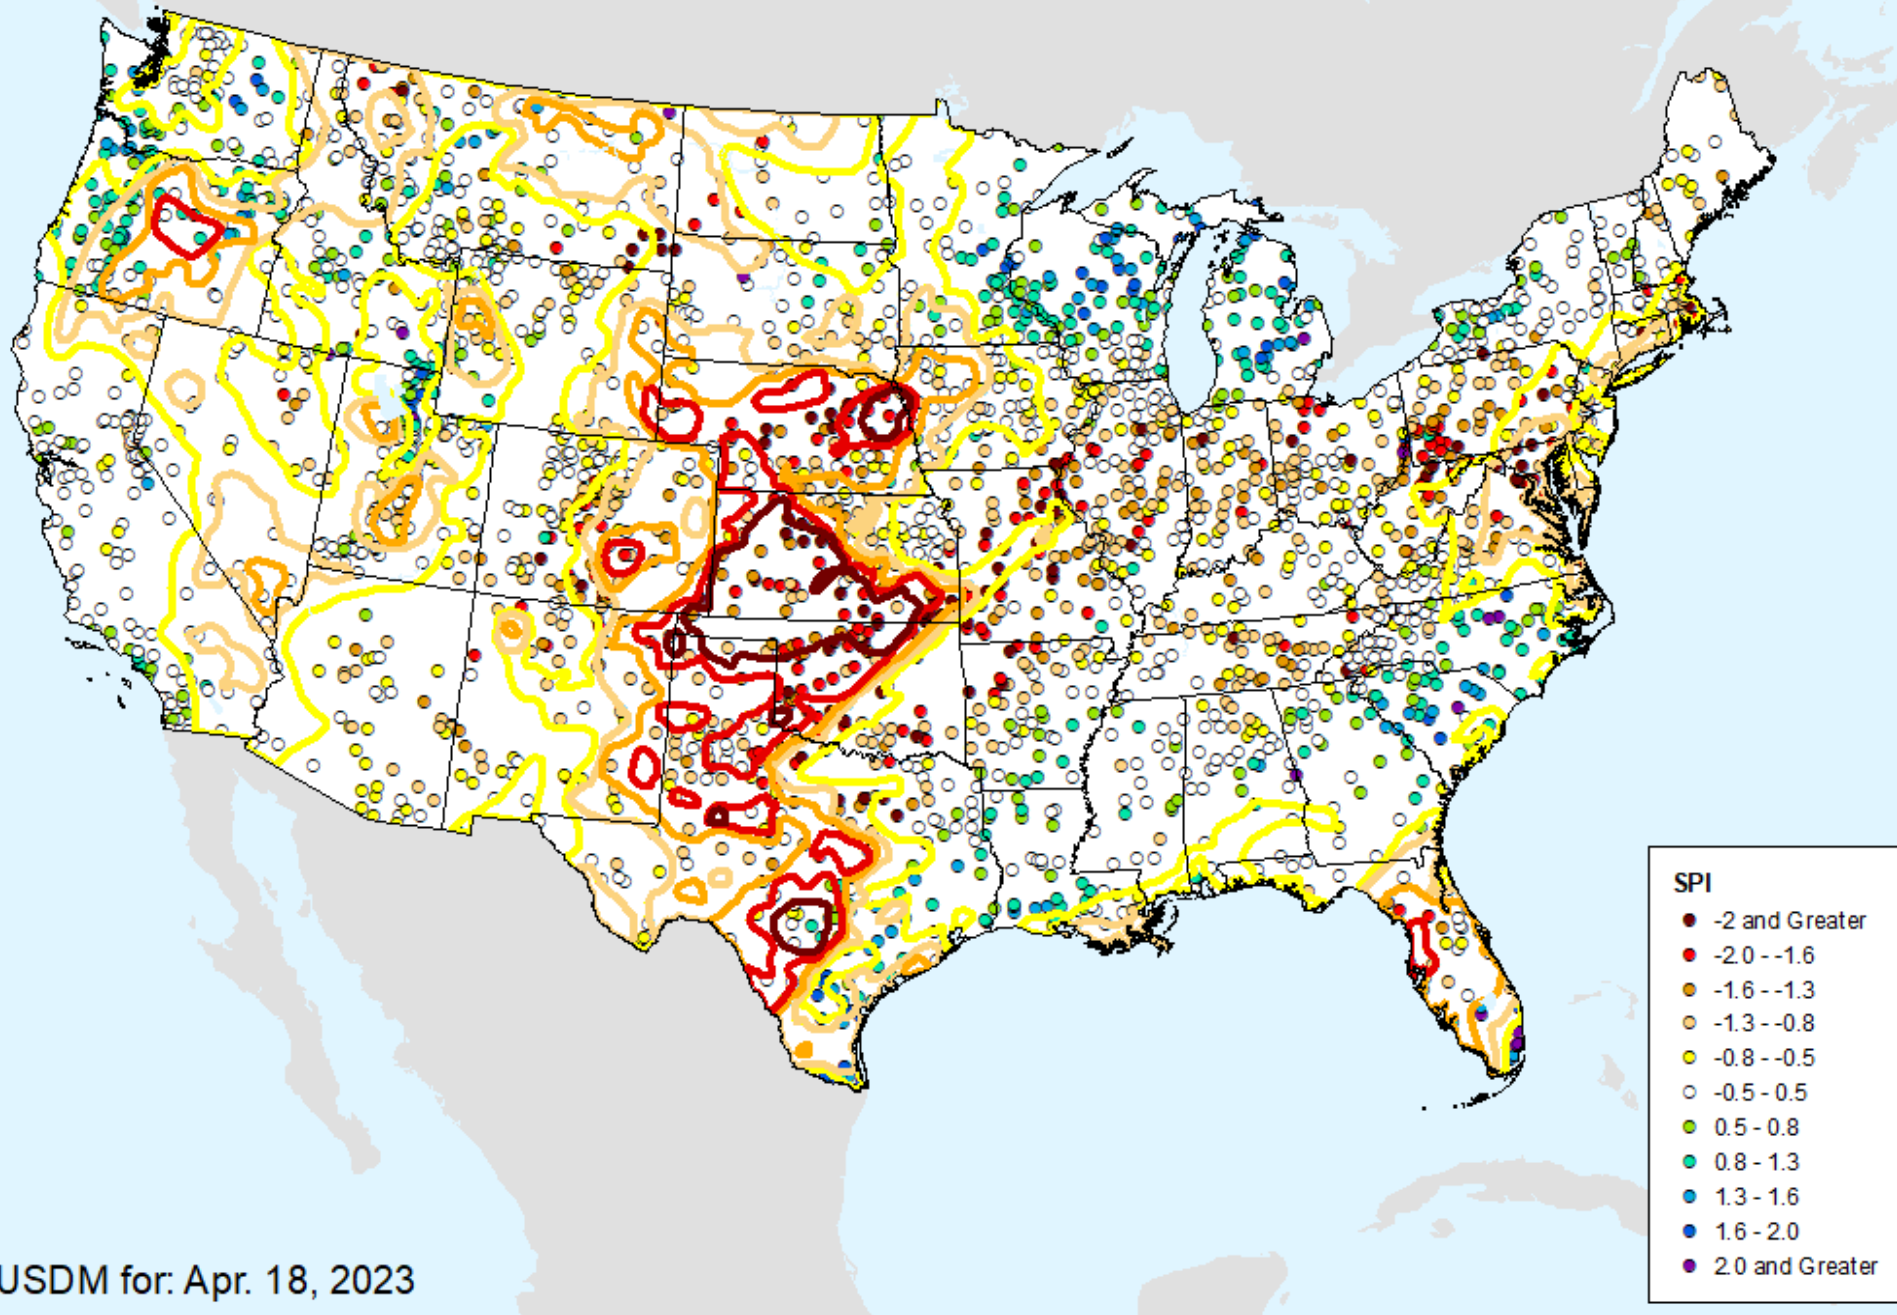 SPI
-2 and Greater
-2.0 - -1.6
-1.6 - -1.3
-1.3 - -0.8
-0.8 - -0.5
-0.5 - 0.5
0.5 - 0.8
0.8 - 1.3
1.3 - 1.6
1.6 - 2.0
2.0 and Greater
USDM for: Apr. 18, 2023